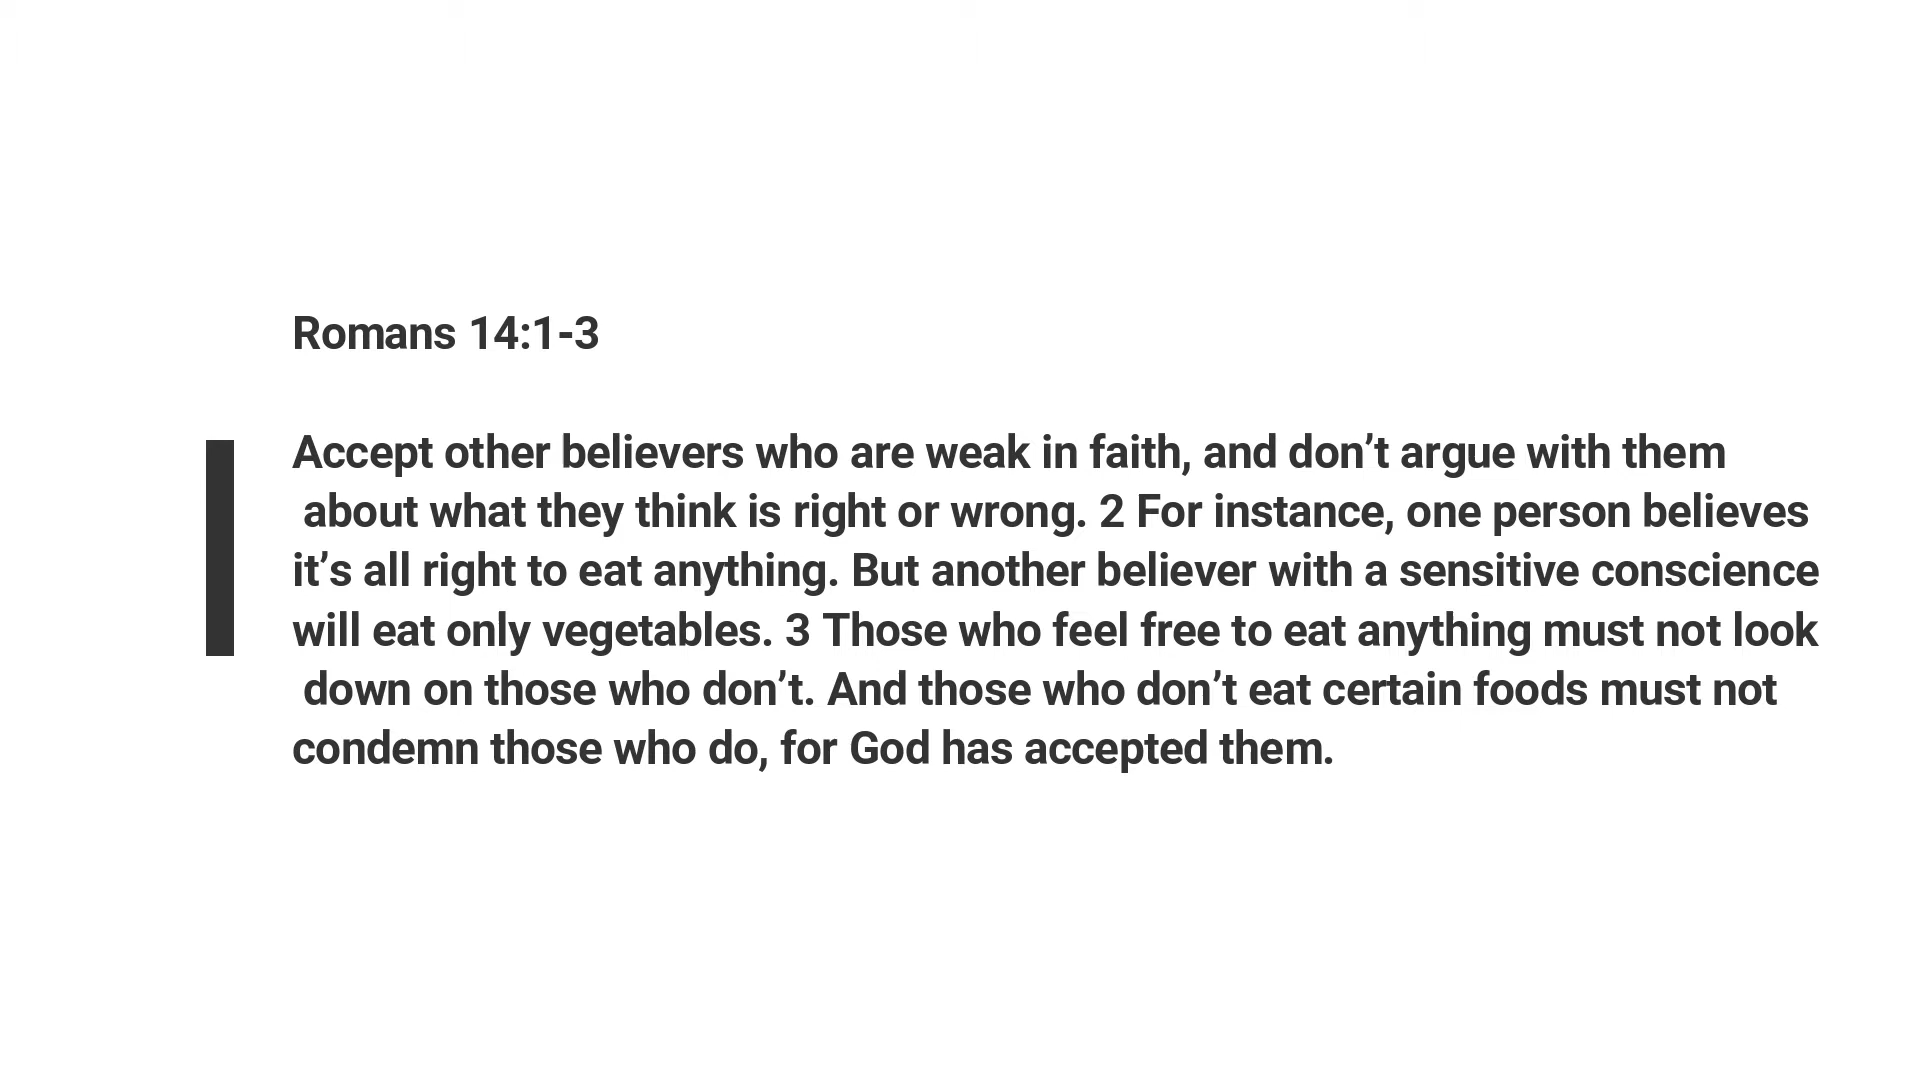 Romans 14:1-3
Accept other believers who are weak in faith, and don’t argue with them
about what they think is right or wrong. 2 For instance, one person believes
it’s all right to eat anything. But another believer with a sensitive conscience
will eat only vegetables. 3 Those who feel free to eat anything must not look
down on those who don’t. And those who don’t eat certain foods must not
condemn those who do, for God has accepted them.